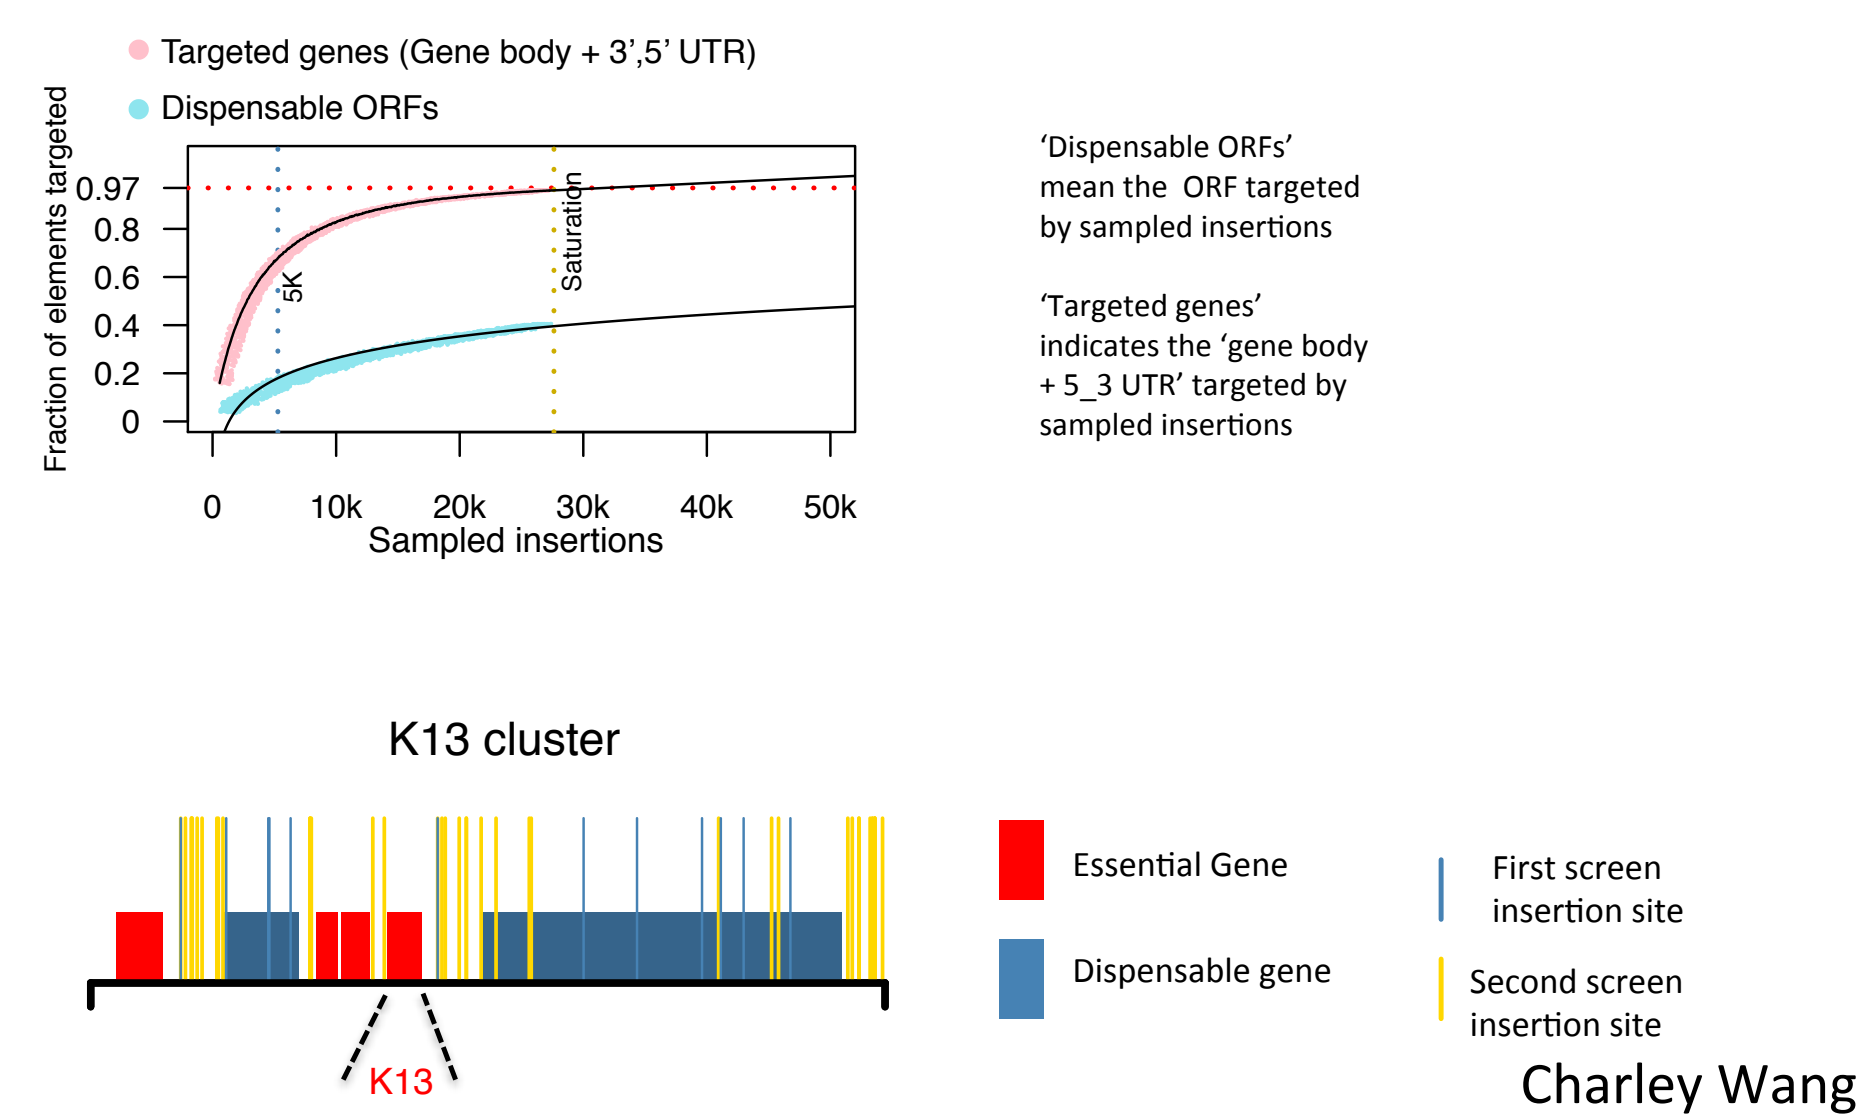 Targeted genes (Gene body + 3’,5’ UTR)
Dispensable ORFs
Fraction of elements targeted
0.97
0.8
0.6
0.4
0.2
0
5K
Saturation
0 10k 20k 30k 40k 50k
Sampled insertions
‘Dispensable ORFs’
mean the  ORF targeted
by sampled insertions
‘Targeted genes’
indicates the ‘gene body
+ 5_3 UTR’ targeted by
sampled insertions
K13 cluster
K13
Essential Gene
Dispensable gene
First screen
insertion site
Second screen
insertion site
Charley Wang